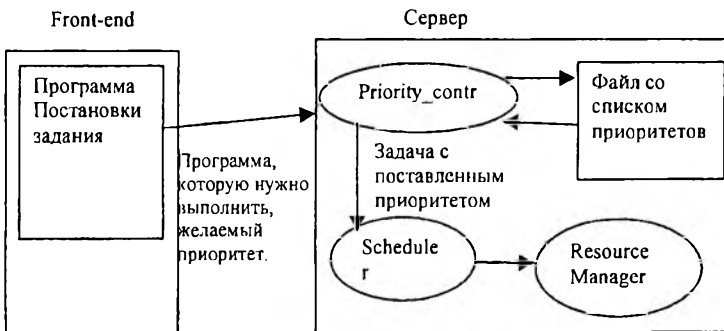 Front-end
Сервер
Программа
Постановки
задания
Priority_contr
Файл со
списком
приоритетов
Программа,
которую нужно
выполнить,
желаемый
приоритет.
Задача с
поставленным
приоритетом
Schedule
r
Resource
Manager